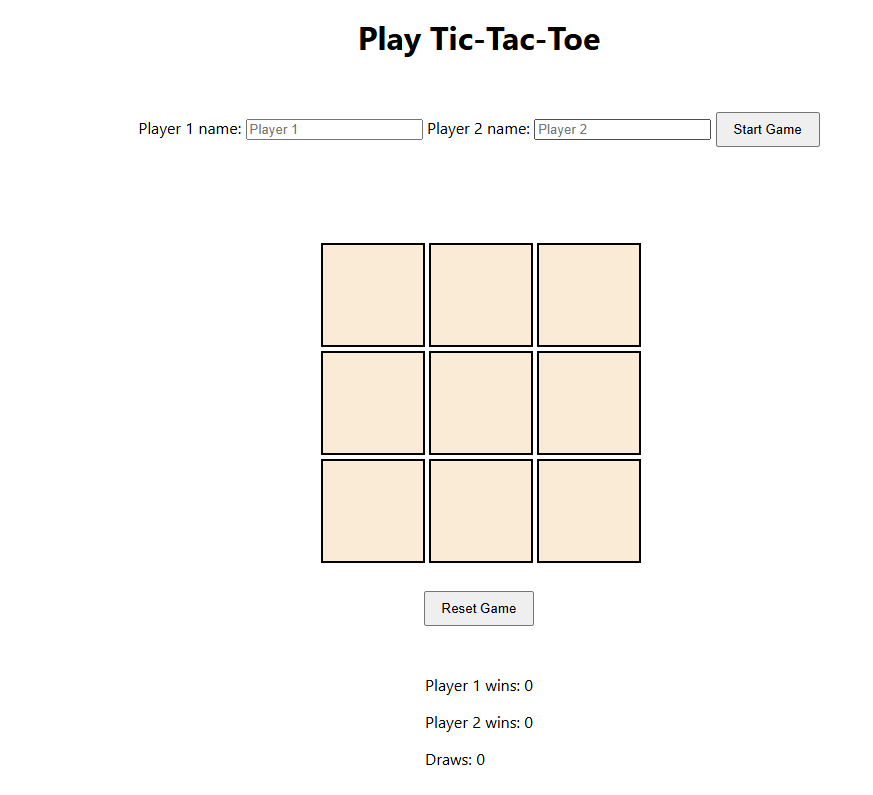 Play Tic-Tac-Toe
Player 1 name: Player 1 Player 2 name: Player 2 Start Game
Reset Game
Player 1 wins: 0
Player 2 wins: 0
Draws: 0